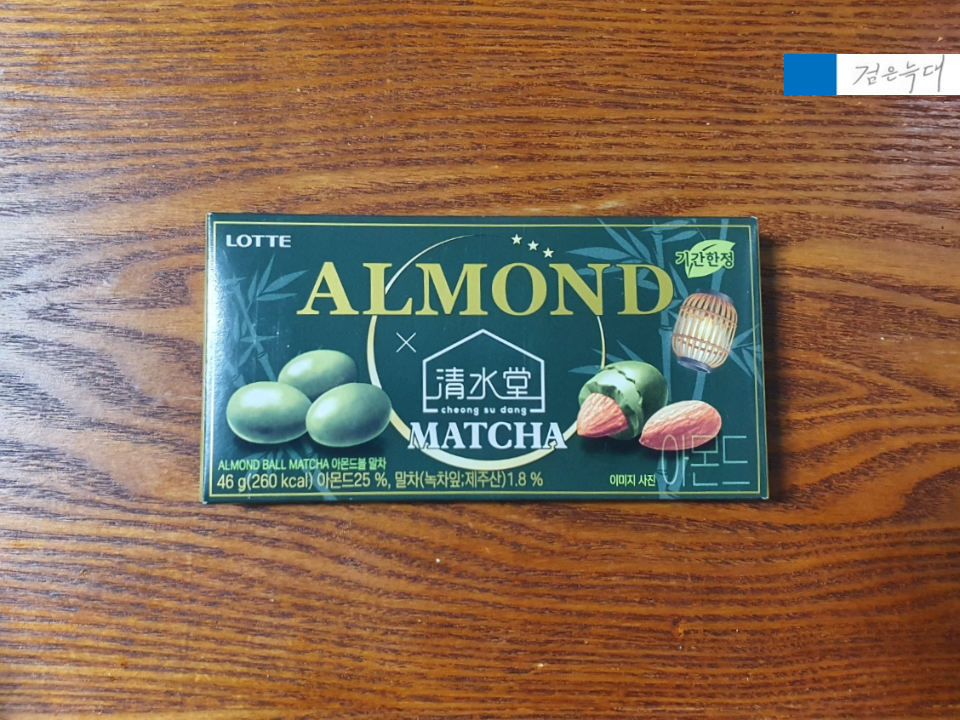 검은늑대
LOTTE
기간한정
ALMOND
×
清水堂
cheong su dang
MATCHA
아몬드
ALMOND BALL MATCHA 아몬드볼 말차
46 g(260 kcal) 아몬드25 %, 말차(녹차잎;제주산)1.8 %
이미지 사진